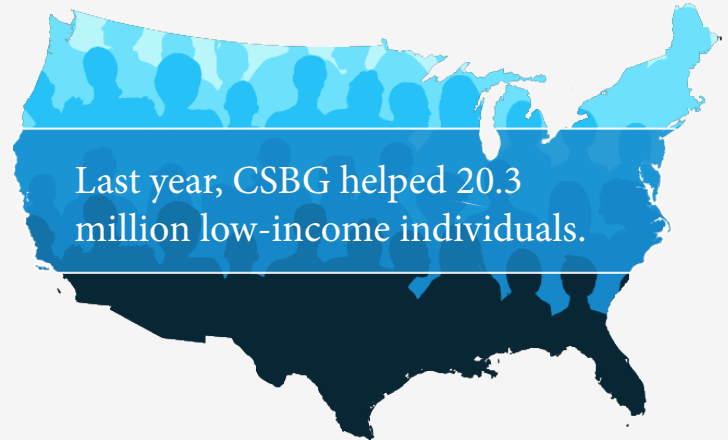 Last year, CSBG helped 20.3
million low-income individuals.